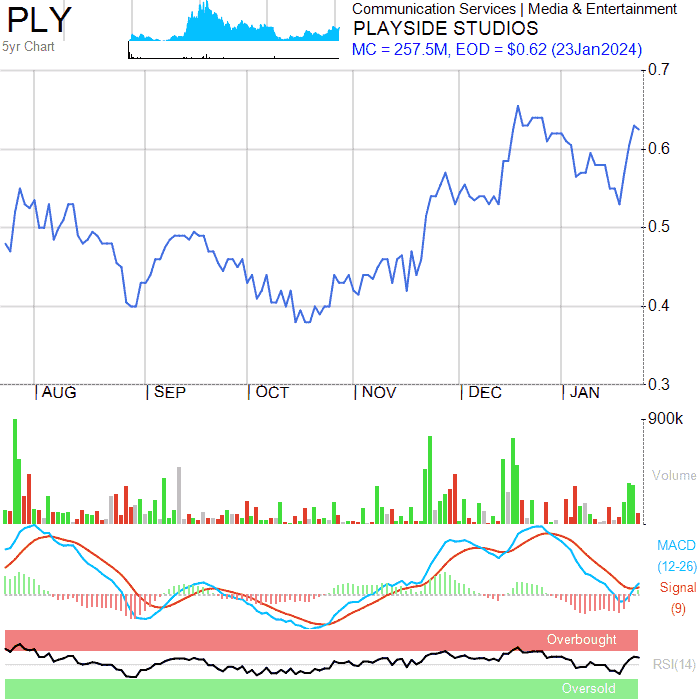 PLY
5yr Chart
Communication Services | Media & Entertainment
PLAYSIDE STUDIOS
MC = 257.5M, EOD = $0.62 (23Jan2024)
0.7
0.6
0.5
0.4
0.3
|AUG |SEP |OCT |NOV |DEC |JAN
900k
Volume
MACD
(12-26)
Signal
(9)
Overbought
RSI(14)
Oversold